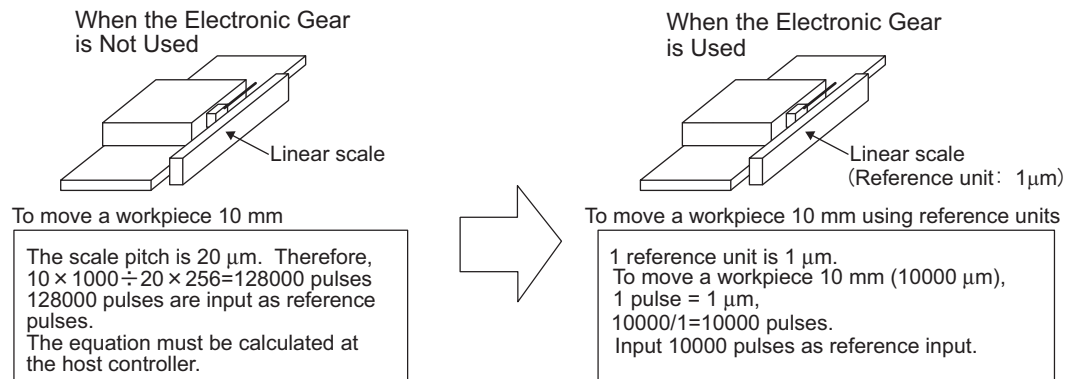 When the Electronic Gear
is Not Used
Linear scale
To move a workpiece 10 mm
The scale pitch is 20 μm. Therefore,
10 × 1000 ÷ 20 × 256=128000 pulses
128000 pulses are input as reference
pulses.
The equation must be calculated at
the host controller.
When the Electronic Gear
is Used
Linear scale
(Reference unit: 1μm)
To move a workpiece 10 mm using reference units
1 reference unit is 1 μm.
To move a workpiece 10 mm (10000 μm),
1 pulse = 1 μm,
10000/1=10000 pulses.
Input 10000 pulses as reference input.